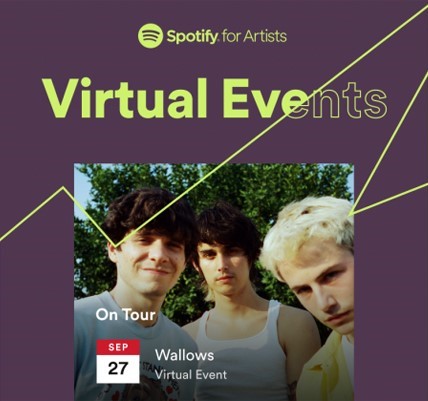 Spotify for Artists
Virtual Events
On Tour
SEP
27
Wallows
Virtual Event